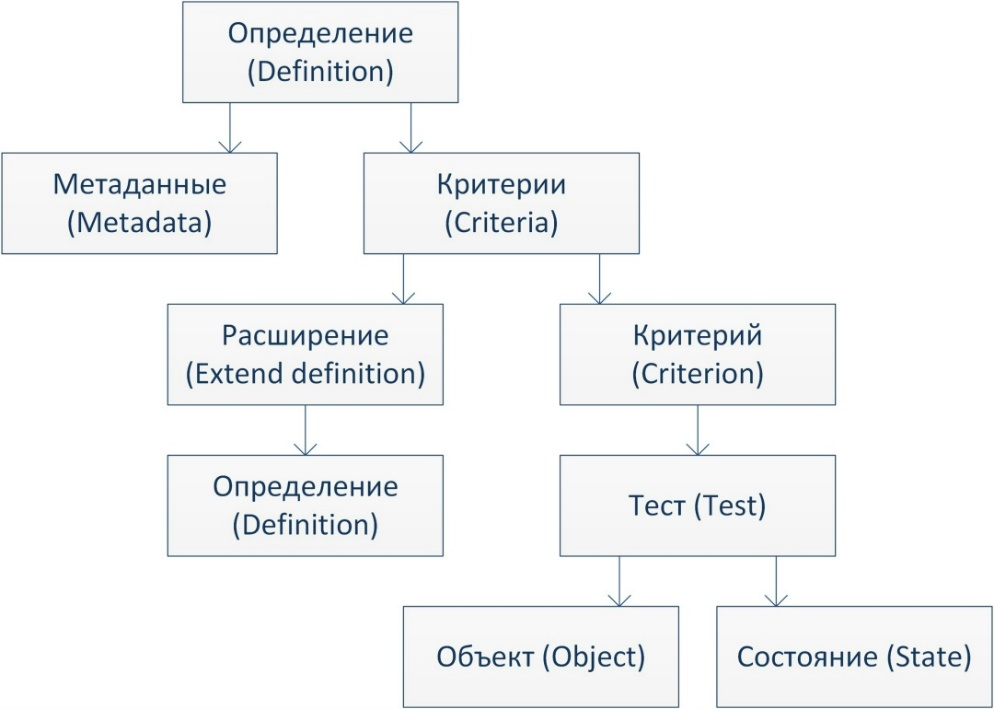 Определение
(Definition)
Метаданные
(Metadata)
Критерии
(Criteria)
Расширение
(Extend definition)
Критерий
(Criterion)
Определение
(Definition)
Тест (Test)
Объект (Object)
Состояние (State)